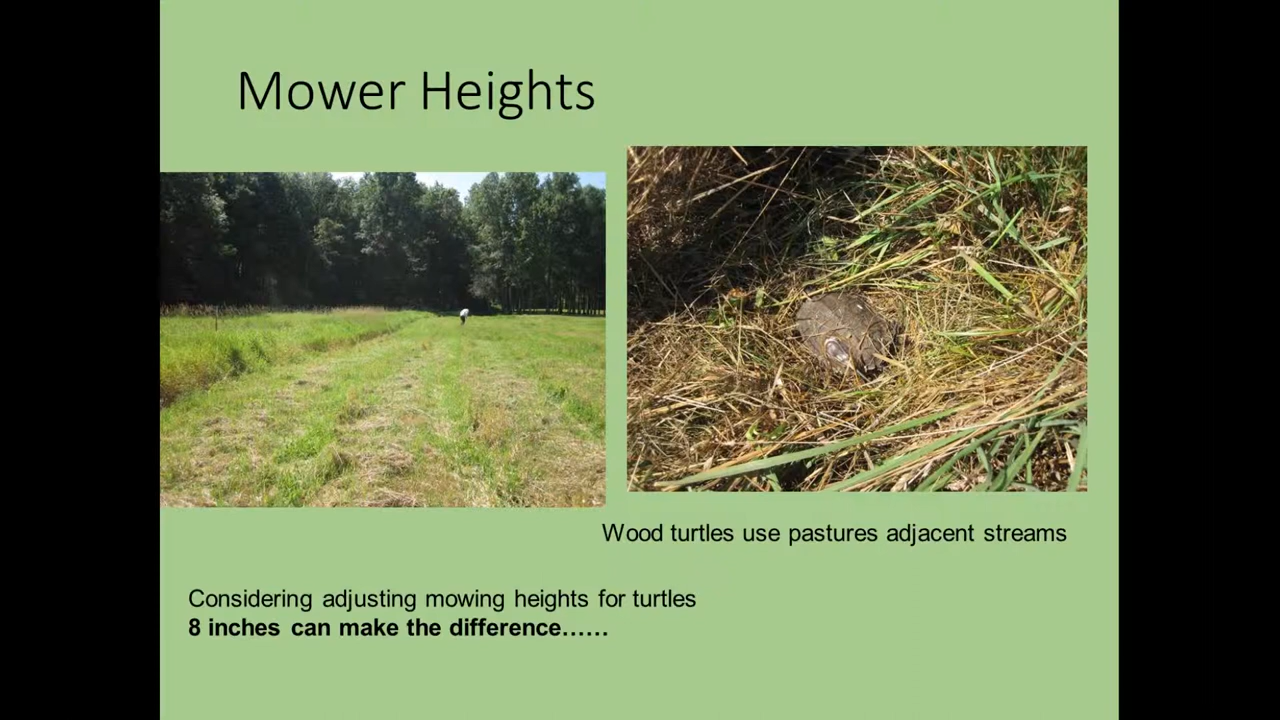 Mower Heights
Wood turtles use pastures adjacent streams
Considering adjusting mowing heights for turtles
8 inches can make the difference……